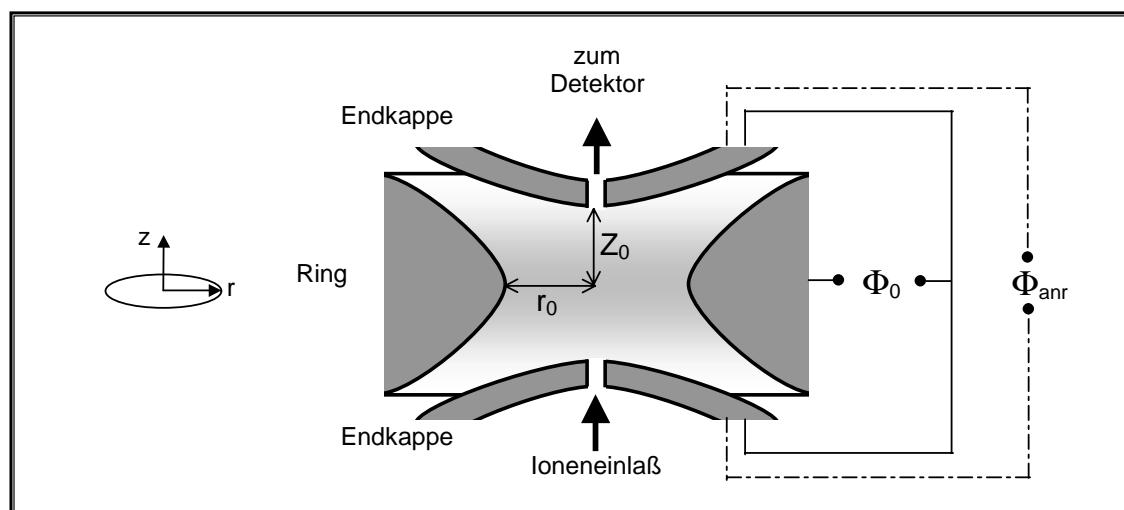 zum
Detektor
Endkappe
z
r
Ring
Z₀
r₀
Φ₀
Φanr
Endkappe
Ioneneinlaß